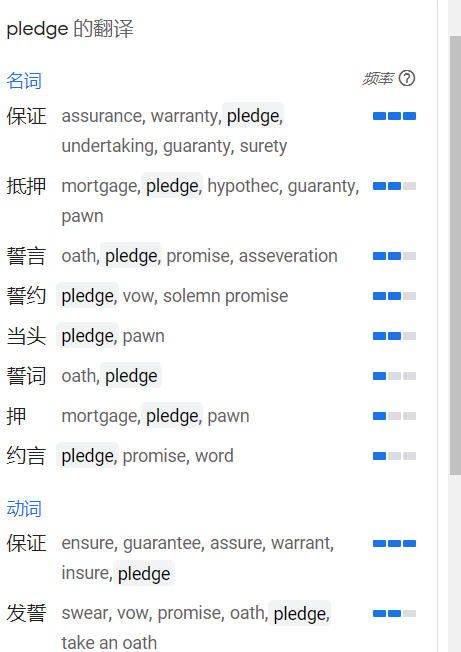 pledge 的翻译
名词 频率 ?
保证 assurance, warranty, pledge,
undertaking, guaranty, surety
抵押 mortgage, pledge, hypothec, guaranty,
pawn
誓言 oath, pledge, promise, asseveration
誓约 pledge, vow, solemn promise
当头 pledge, pawn
誓词 oath, pledge
押 mortgage, pledge, pawn
约言 pledge, promise, word
动词
保证 ensure, guarantee, assure, warrant,
insure, pledge
发誓 swear, vow, promise, oath, pledge,
take an oath